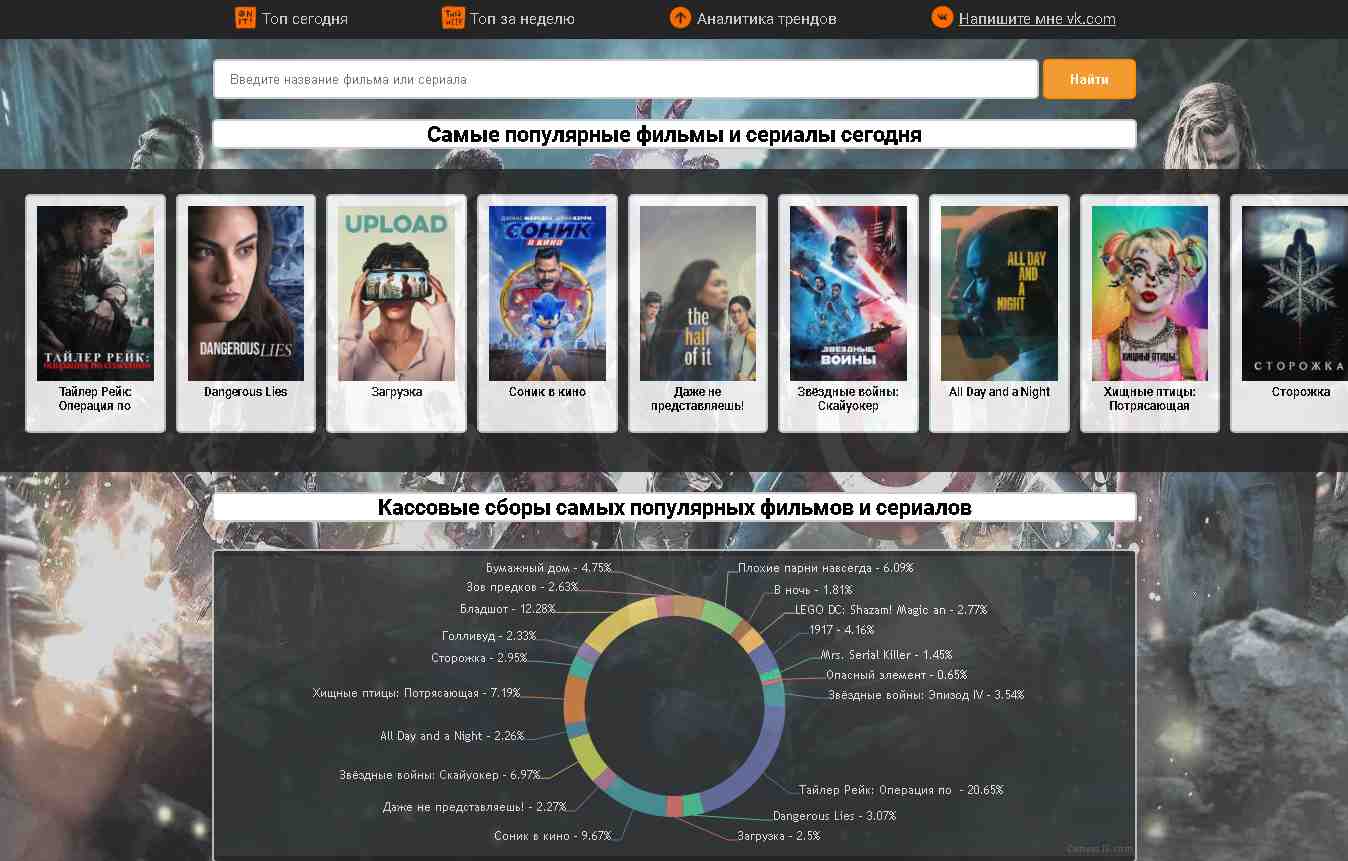 Топ сегодня
Топ за неделю
Аналитика трендов
Напишите мне vk.com
Введите название фильма или сериала
Найти
Самые популярные фильмы и сериалы сегодня
ТАЙЛЕР РЕЙК:
DANGEROUS LIES
UPLOAD
СОНИК
В КИНО
the
half
of it
ЗВЁЗДНЫЕ
ВОЙНЫ
ALL DAY
AND
A
NIGHT
ХИЩНЫЕ ПТИЦЫ:
СТОРОЖКА
Тайлер Рейк:
Операция по
Dangerous Lies
Загрузка
Соник в кино
Даже не
представляешь!
Звёздные войны:
Скайуокер
All Day and a Night
Хищные птицы:
Потрясающая
Сторожка
Кассовые сборы самых популярных фильмов и сериалов
Бумажный дом - 4.75%
Плохие парни навсегда - 6.09%
Зов предков - 2.63%
В ночь - 1.81%
Бладшот - 12.28%
LEGO DC: Shazam! Magic an - 2.77%
Голливуд - 2.33%
1917 - 4.16%
Сторожка - 2.95%
Mrs. Serial Killer - 1.45%
Опасный элемент - 0.65%
Хищные птицы: Потрясающая - 7.19%
Звёздные войны: Эпизод IV - 3.54%
All Day and a Night - 2.26%
Звёздные войны: Скайуокер - 6.97%
Тайлер Рейк: Операция по - 20.65%
Даже не представляешь! - 2.27%
Dangerous Lies - 3.07%
Соник в кино - 9.67%
Загрузка - 2.5%
CanvasJS.com